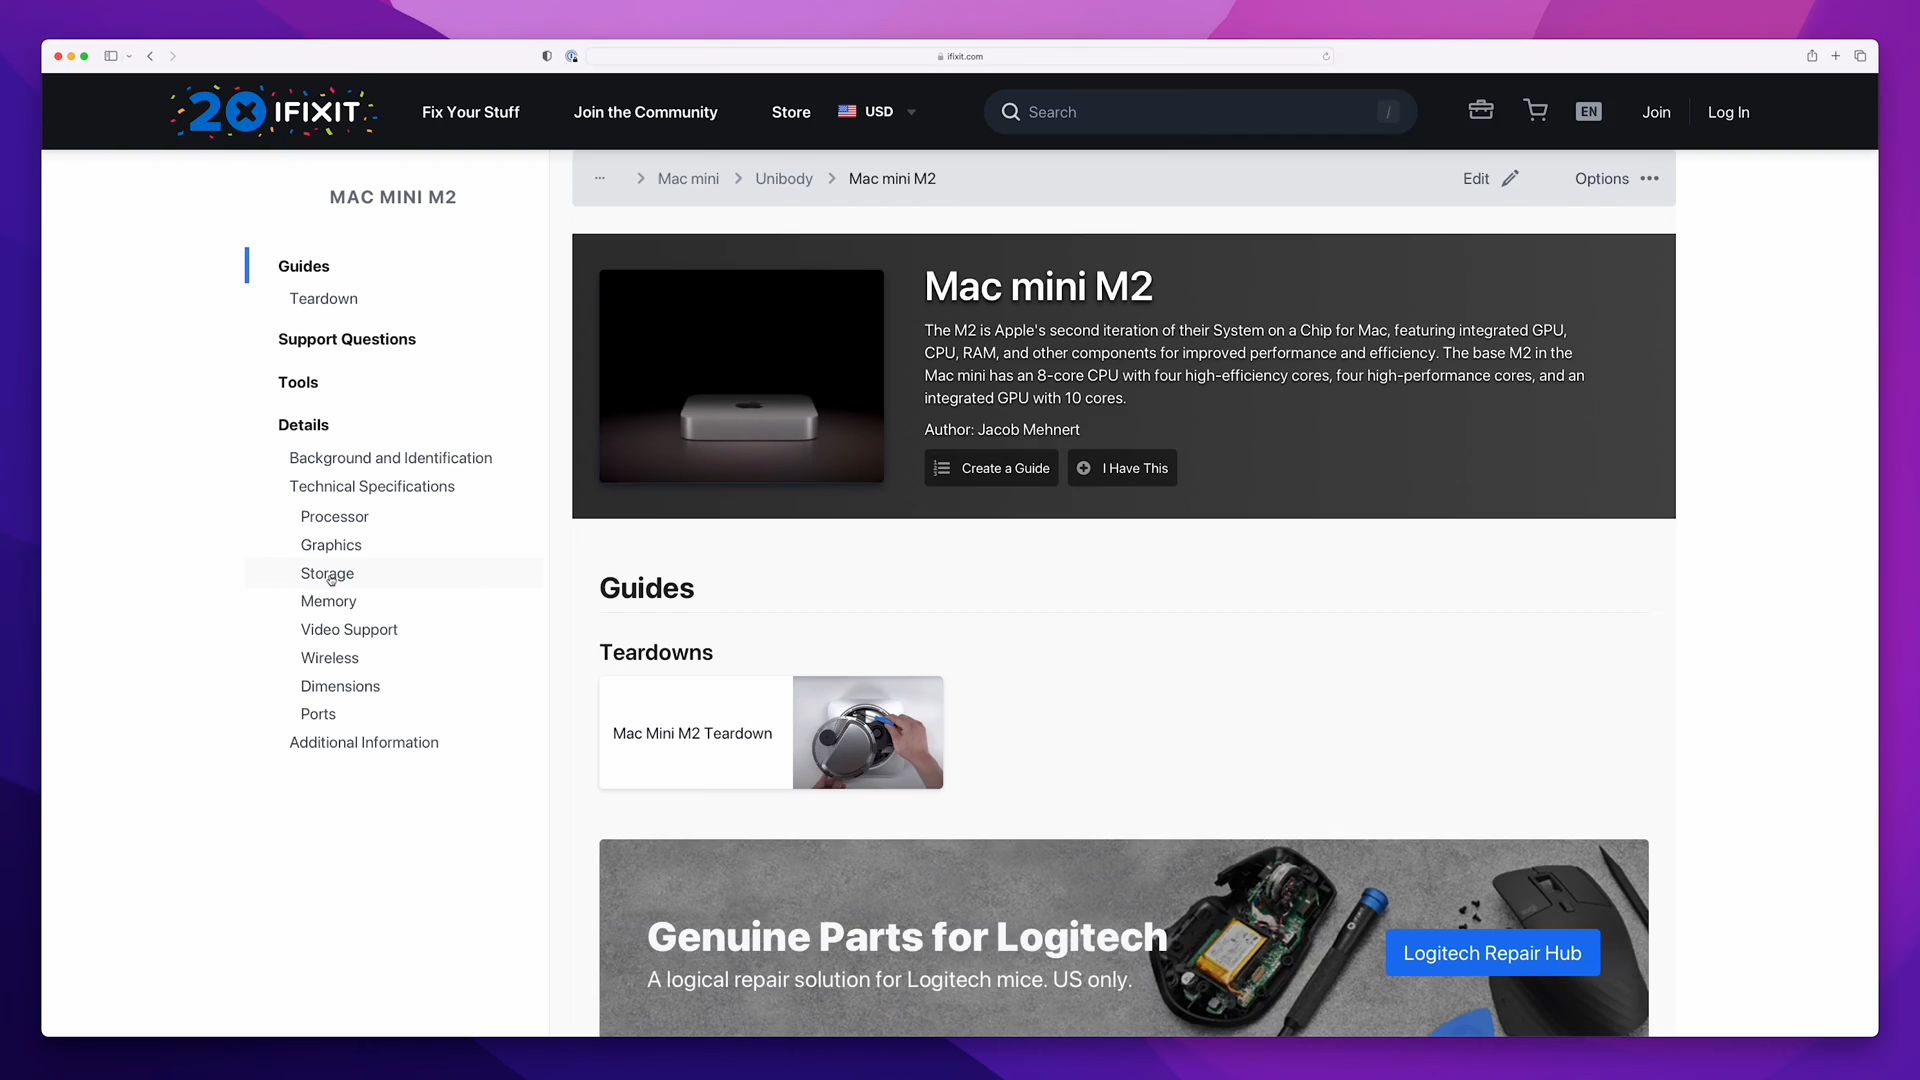 ifixit.com
20 IFIXIT
Fix Your Stuff
Join the Community
Store
USD
Search
/
EN
Join
Log In
MAC MINI M2
Guides
Teardown
Support Questions
Tools
Details
Background and Identification
Technical Specifications
Processor
Graphics
Storage
Memory
Video Support
Wireless
Dimensions
Ports
Additional Information
... > Mac mini > Unibody > Mac mini M2
Edit
Options
Mac mini M2
The M2 is Apple's second iteration of their System on a Chip for Mac, featuring integrated GPU,
CPU, RAM, and other components for improved performance and efficiency. The base M2 in the
Mac mini has an 8-core CPU with four high-efficiency cores, four high-performance cores, and an
integrated GPU with 10 cores.
Author: Jacob Mehnert
Create a Guide
I Have This
Guides
Teardowns
Mac Mini M2 Teardown
Genuine Parts for Logitech
A logical repair solution for Logitech mice. US only.
Logitech Repair Hub